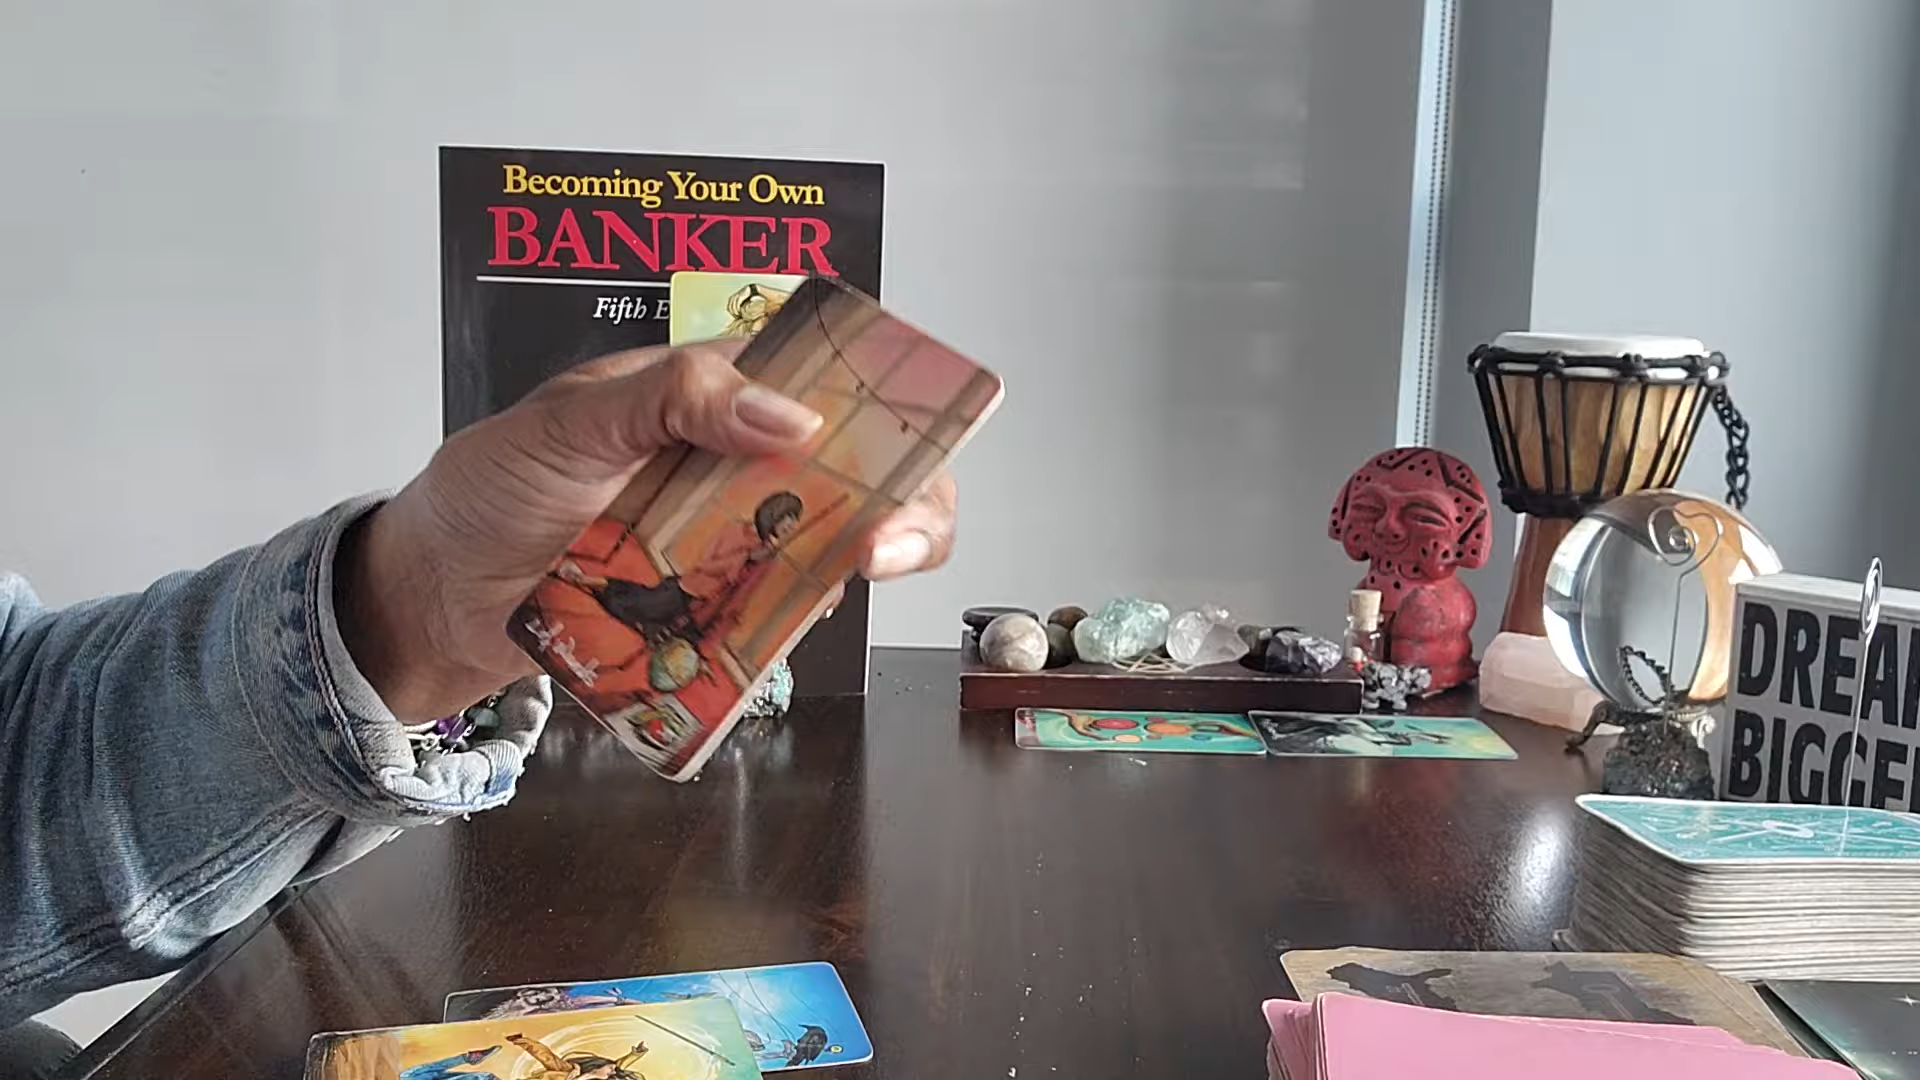 Becoming Your Own
BANKER
Fifth E
DREA
BIGGE